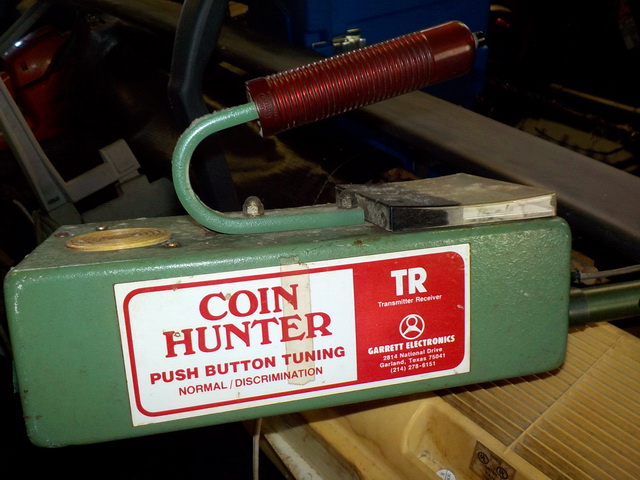 COIN
HUNTER
PUSH BUTTON TUNING
NORMAL / DISCRIMINATION
TR
Transmitter Receiver
GARRETT ELECTRONICS
2814 National Drive
Garland, Texas 75041
(214) 278-6151